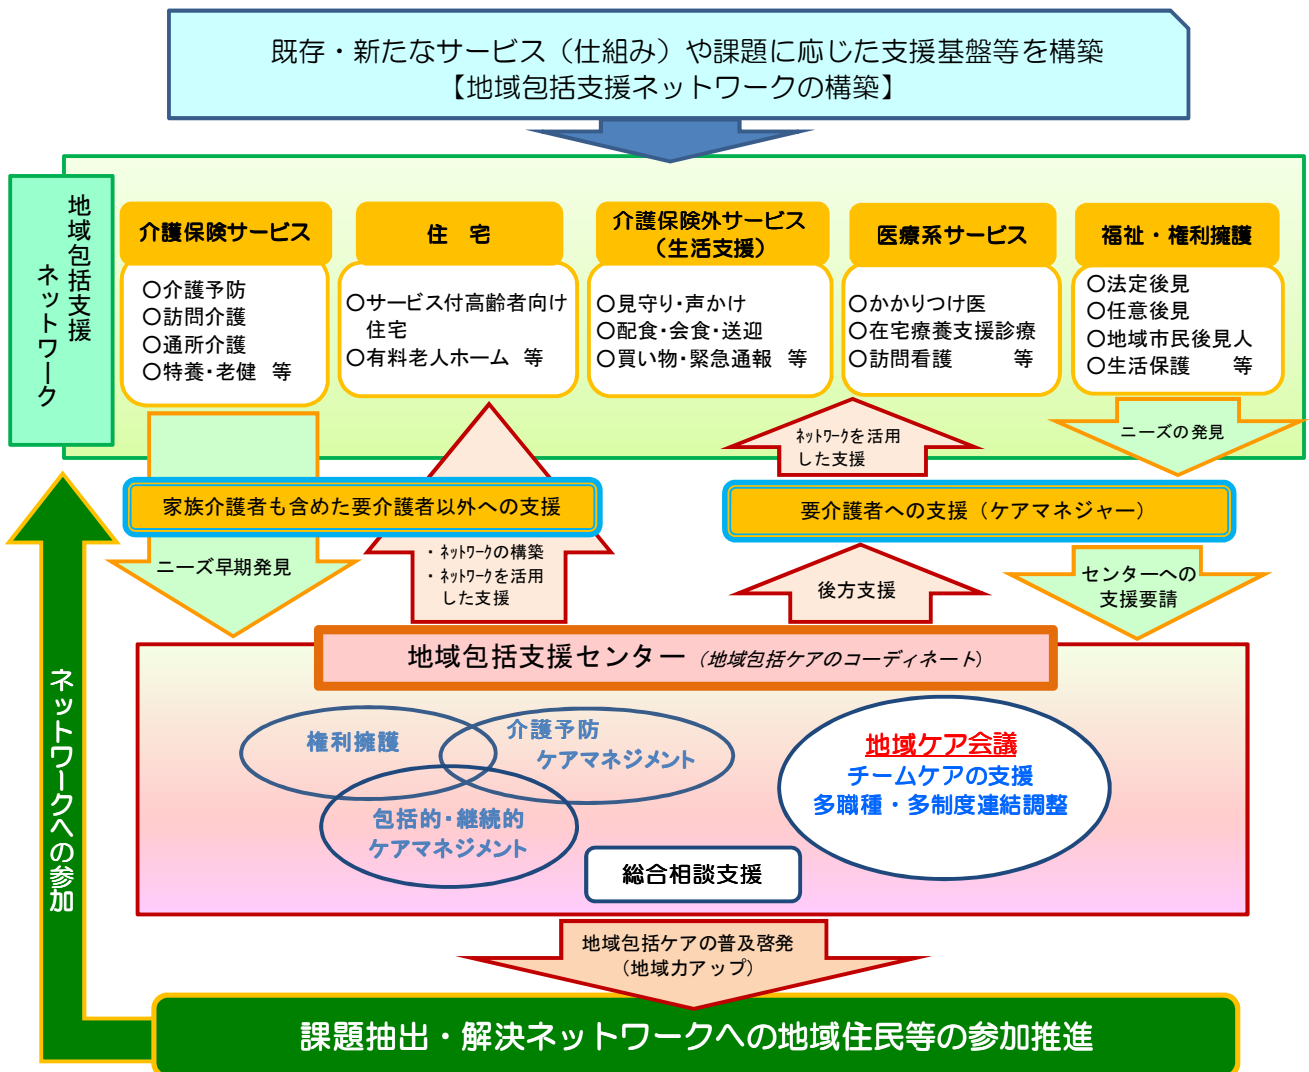 既存・新たなサービス（仕組み）や課題に応じた支援基盤等を構築
【地域包括支援ネットワークの構築】
地域包括支援
ネットワーク
介護保険サービス
○介護予防
○訪問介護
○通所介護
○特養・老健　等
住　宅
○サービス付高齢者向け
住宅
○有料老人ホーム　等
介護保険外サービス
（生活支援）
○見守り・声かけ
○配食・会食・送迎
○買い物・緊急通報　等
医療系サービス
○かかりつけ医
○在宅療養支援診療
○訪問看護　　　等
福祉・権利擁護
○法定後見
○任意後見
○地域市民後見人
○生活保護　　等
ﾈｯﾄﾜｰｸを活用
した支援
ニーズの発見
家族介護者も含めた要介護者以外への支援
要介護者への支援（ケアマネジャー）
ニーズ早期発見
・ﾈｯﾄﾜｰｸの構築
・ﾈｯﾄﾜｰｸを活用
した支援
後方支援
センターへの
支援要請
地域包括支援センター（地域包括ケアのコーディネート）
権利擁護
介護予防
ケアマネジメント
包括的・継続的
ケアマネジメント
地域ケア会議
チームケアの支援
多職種・多制度連結調整
総合相談支援
ネットワークへの参加
地域包括ケアの普及啓発
（地域力アップ）
課題抽出・解決ネットワークへの地域住民等の参加推進